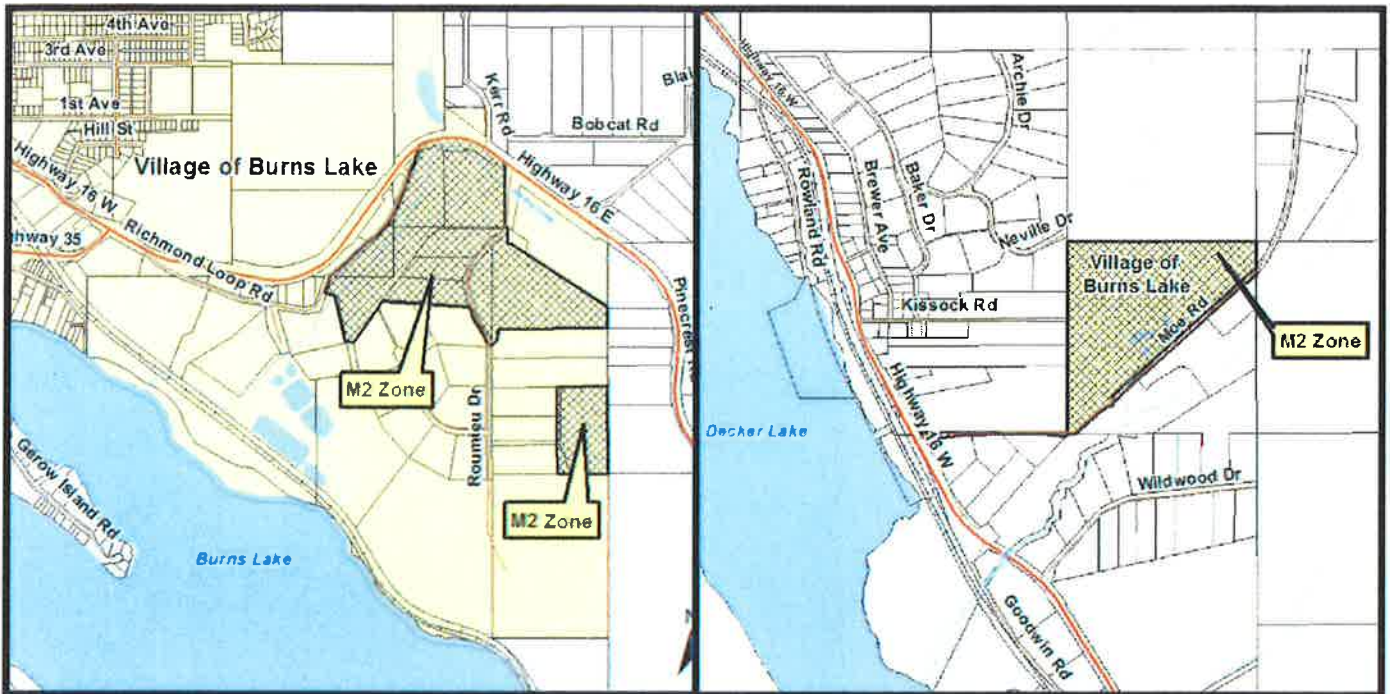 4th Ave
3rd Ave
1st Ave
Hill St
Village of Burns Lake
Highway 16 W
Richmond Loop Rd
hway 35
Kerr Rd
Bobcat Rd
Blai
Highway 16 E
Pinecrest Rd
M2 Zone
Roumieu Dr
M2 Zone
Gerow Island Rd
Burns Lake
Highway 16 W
Archie Dr
Baker Dr
Brewer Ave
Rowland Rd
Neville Dr
Kissock Rd
Village of
Burns Lake
Moe Rd
M2 Zone
Highway 16 W
Decker Lake
Wildwood Dr
Goodwin Rd